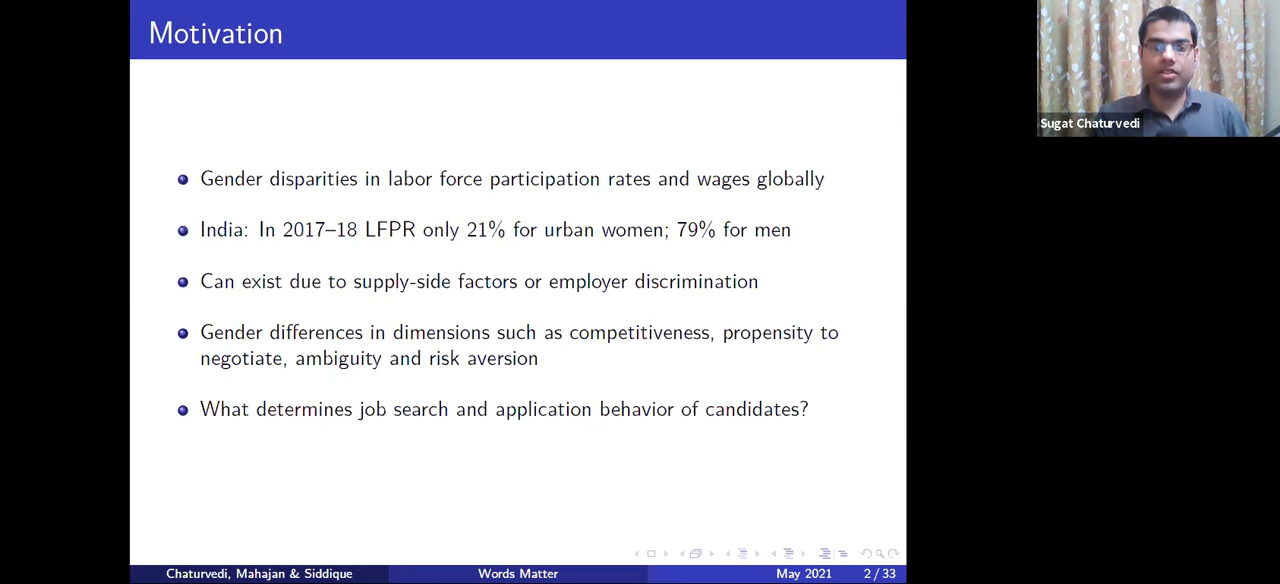 Motivation
Sugat Chaturvedi
Gender disparities in labor force participation rates and wages globally
India: In 2017–18 LFPR only 21% for urban women; 79% for men
Can exist due to supply-side factors or employer discrimination
Gender differences in dimensions such as competitiveness, propensity to
negotiate, ambiguity and risk aversion
What determines job search and application behavior of candidates?
Chaturvedi, Mahajan & Siddique
Words Matter
May 2021
2 / 33